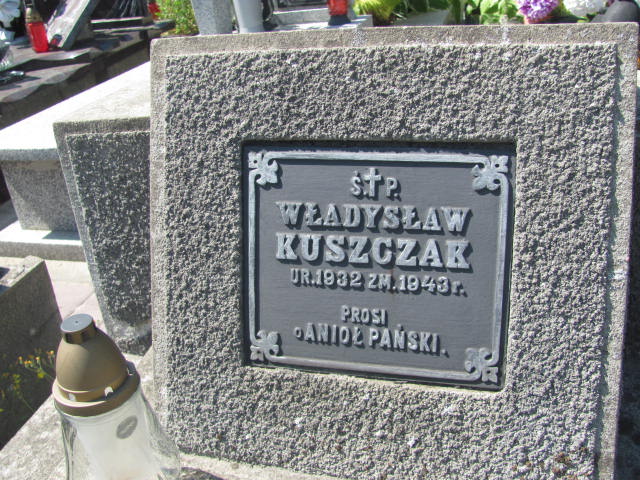 Ś.†P.
WŁADYSŁAW
KUSZCZAK
UR.1932 ZM.1943 r.
PROSI
o ANIOŁ PAŃSKI.